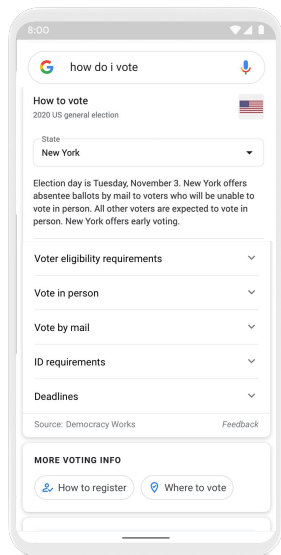 8:00
how do i vote
How to vote
2020 US general election
State
New York
Election day is Tuesday, November 3. New York offers
absentee ballots by mail to voters who will be unable to
vote in person. All other voters are expected to vote in
person. New York offers early voting.
Voter eligibility requirements
Vote in person
Vote by mail
ID requirements
Deadlines
Source: Democracy Works Feedback
MORE VOTING INFO
How to register Where to vote